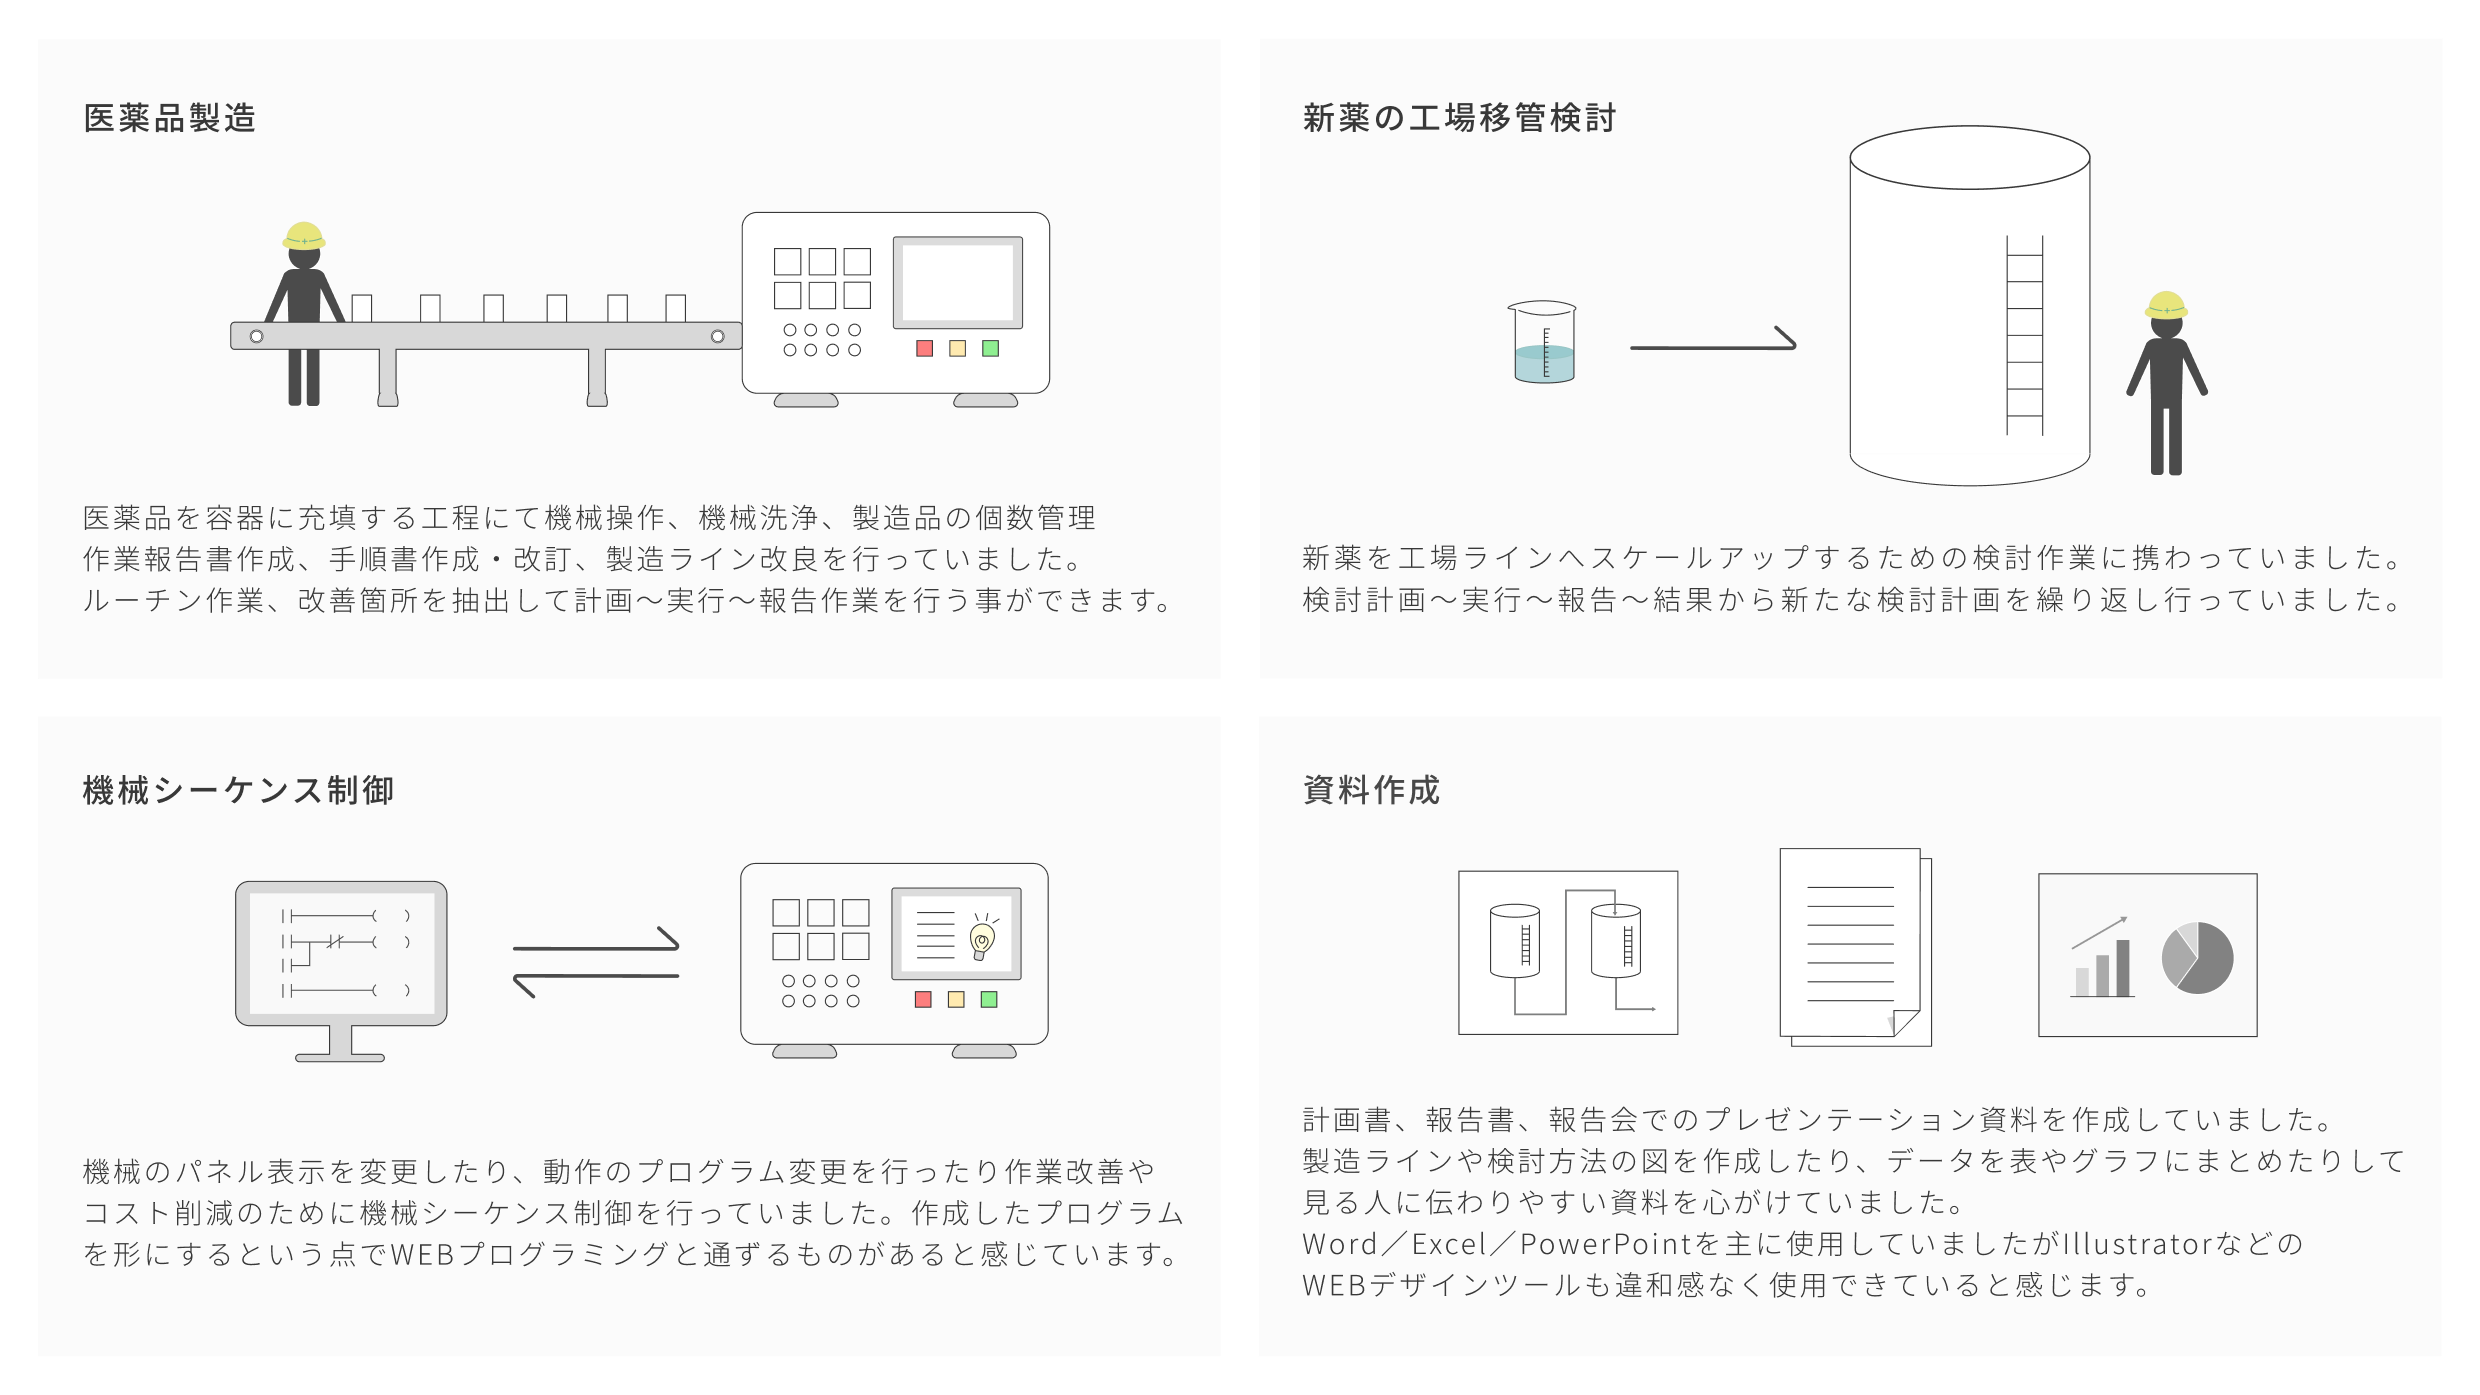 医薬品製造
医薬品を容器に充填する工程にて機械操作、機械洗浄、製造品の個数管理
作業報告書作成、手順書作成・改訂、製造ライン改良を行っていました。
ルーチン作業、改善箇所を抽出して計画～実行～報告作業を行う事ができます。
新薬の工場移管検討
新薬を工場ラインへスケールアップするための検討作業に携わっていました。
検討計画～実行～報告～結果から新たな検討計画を繰り返し行っていました。
機械シーケンス制御
機械のパネル表示を変更したり、動作のプログラム変更を行ったり作業改善や
コスト削減のために機械シーケンス制御を行っていました。作成したプログラム
を形にするという点でWEBプログラミングと通ずるものがあると感じています。
資料作成
計画書、報告書、報告会でのプレゼンテーション資料を作成していました。
製造ラインや検討方法の図を作成したり、データを表やグラフにまとめたりして
見る人に伝わりやすい資料を心がけていました。
Word／Excel／PowerPointを主に使用していましたがIllustratorなどの
WEBデザインツールも違和感なく使用できていると感じます。